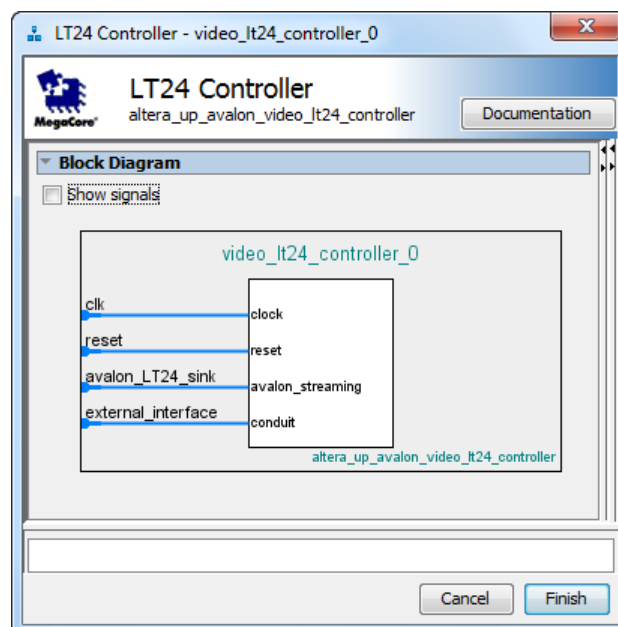 LT24 Controller - video_lt24_controller_0
MegaCore'
LT24 Controller
altera_up_avalon_video_lt24_controller
Documentation
Block Diagram
Show signals
video_lt24_controller_0
clk
clock
reset
reset
avalon_LT24_sink
avalon_streaming
external_interface
conduit
altera_up_avalon_video_lt24_controller
Cancel
Finish